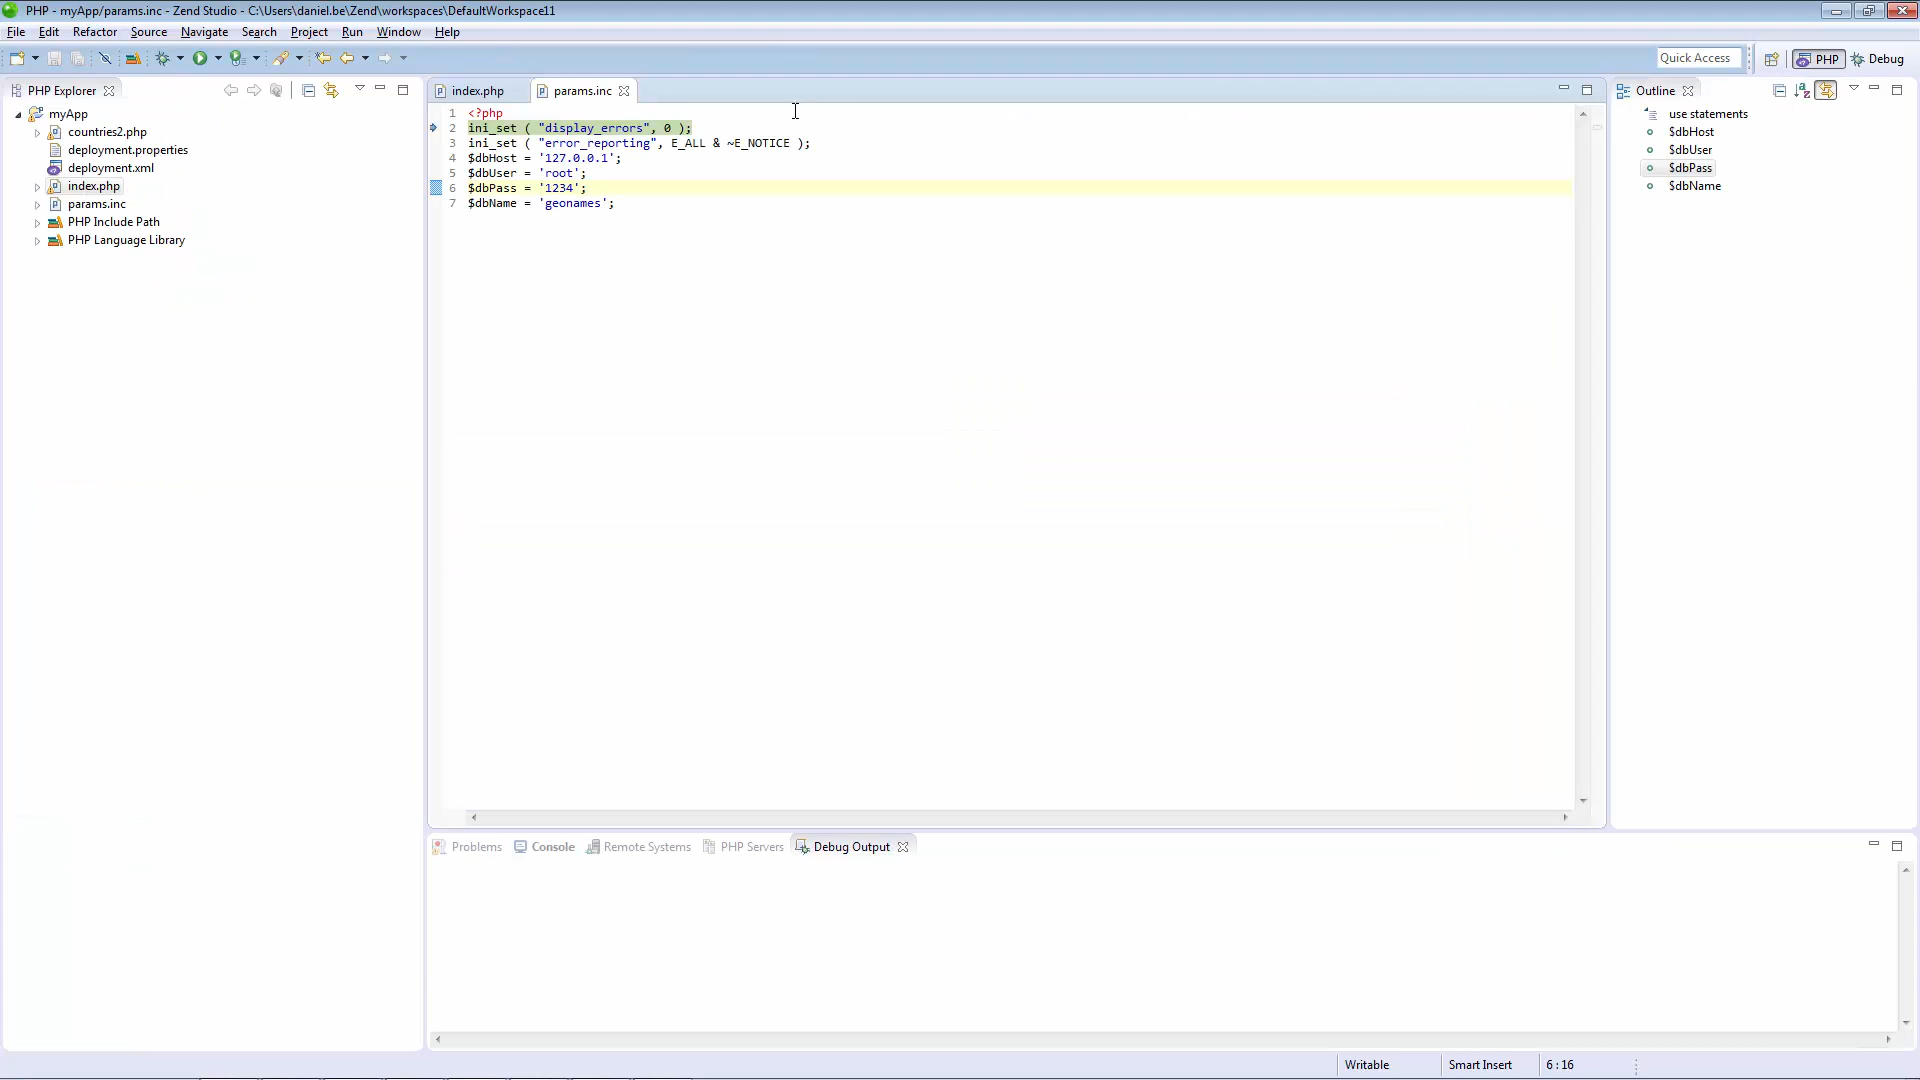 PHP - myApp/params.inc - Zend Studio - C:\Users\daniel.be\Zend\workspaces\DefaultWorkspace11
File Edit Refactor Source Navigate Search Project Run Window Help
Quick Access PHP Debug
PHP Explorer
myApp
countries2.php
deployment.properties
deployment.xml
index.php
params.inc
PHP Include Path
PHP Language Library
index.php params.inc
1 <?php
2 ini_set ( "display_errors", 0 );
3 ini_set ( "error_reporting", E_ALL & ~E_NOTICE );
4 $dbHost = '127.0.0.1';
5 $dbUser = 'root';
6 $dbPass = '1234';
7 $dbName = 'geonames';
Outline
use statements
$dbHost
$dbUser
$dbPass
$dbName
Problems Console Remote Systems PHP Servers Debug Output
Writable Smart Insert 6 : 16